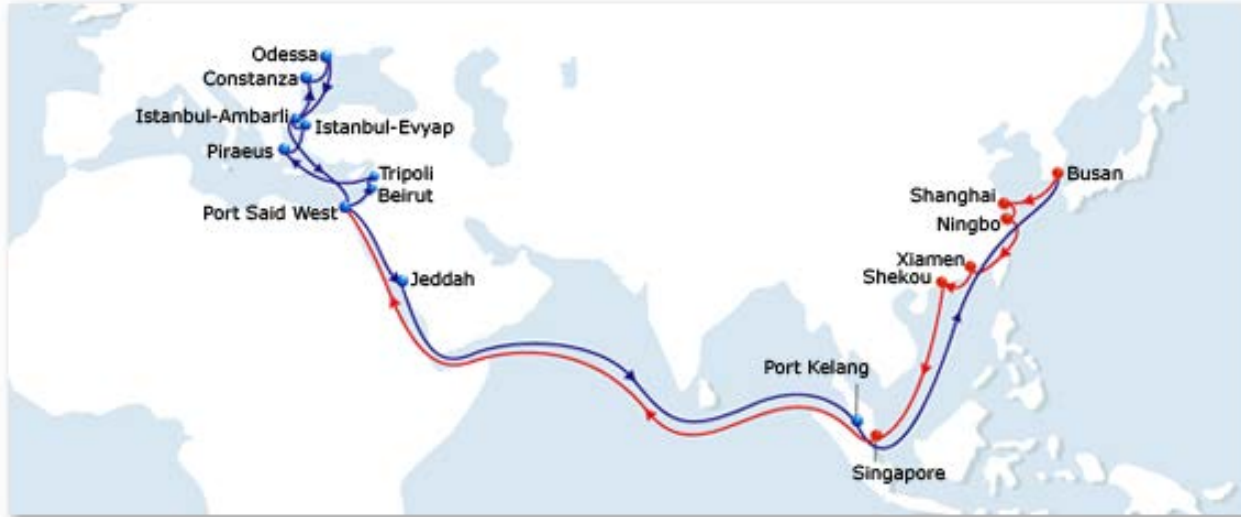 Odessa
Constanza
Istanbul-Ambarli
Istanbul-Evyap
Piraeus
Tripoli
Beirut
Port Said West
Jeddah
Busan
Shanghai
Ningbo
Xiamen
Shekou
Port Kelang
Singapore